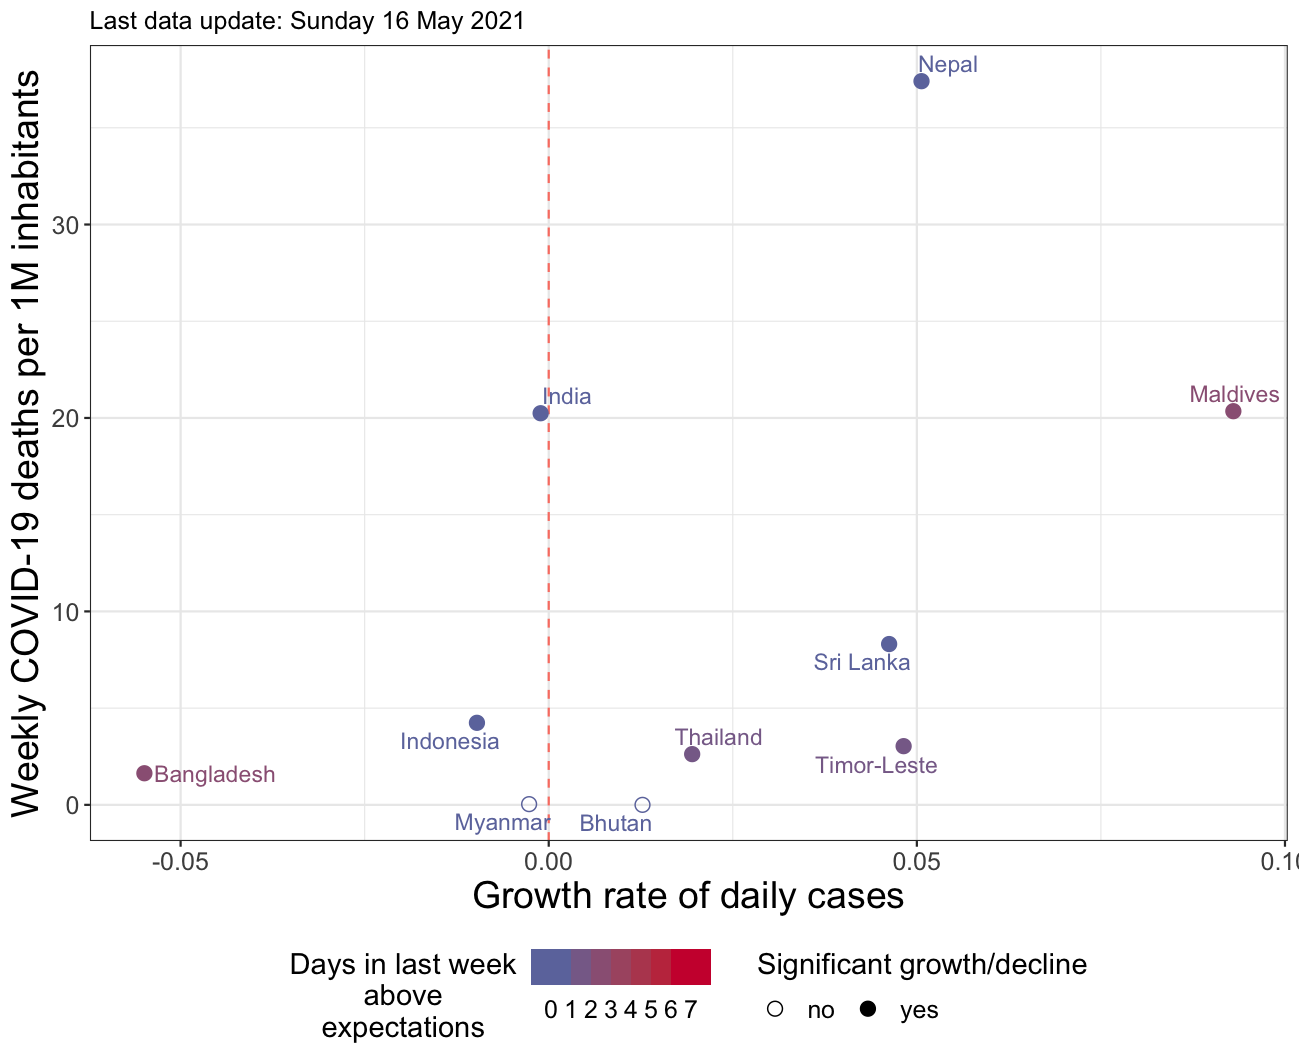 Last data update: Sunday 16 May 2021
Weekly COVID-19 deaths per 1M inhabitants
30
20
10
0
Nepal
India
Maldives
Sri Lanka
Indonesia
Thailand
Timor-Leste
Bangladesh
Myanmar
Bhutan
-0.05
0.00
0.05
0.10
Growth rate of daily cases
Days in last week
above
expectations
0 1 2 3 4 5 6 7
Significant growth/decline
no
yes